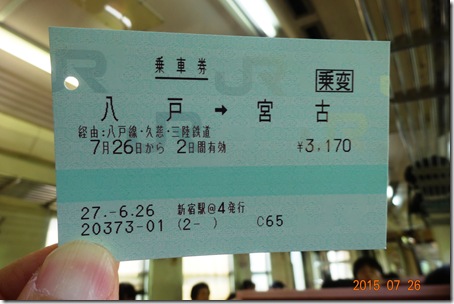 乗車券
乗変
八戸 → 宮古
経由:八戸線・久慈・三陸鉄道
7月26日から 2日間有効 ¥3,170
27.-6.26 新宿駅@4発行
20373-01 (2- ) C65
2015 07 26